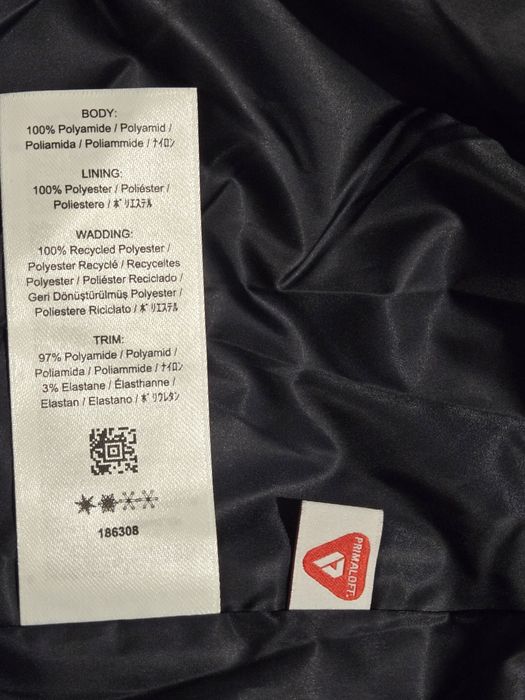 BODY:
100% Polyamide / Polyamid /
Poliamida / Poliammide / ﾅｲﾛﾝ
LINING:
100% Polyester / Poliéster /
Poliestere / ﾎﾟﾘｴｽﾃﾙ
WADDING:
100% Recycled Polyester /
Polyester Recyclé / Recyceltes
Polyester / Poliéster Reciclado /
Geri Dönüştürülmüş Polyester /
Poliestere Riciclato / ﾎﾟﾘｴｽﾃﾙ
TRIM:
97% Polyamide / Polyamid /
Poliamida / Poliammide / ﾅｲﾛﾝ
3% Elastane / Élasthanne /
Elastan / Elastano / ﾎﾟﾘｳﾚﾀﾝ
186308
PRIMALOFT.